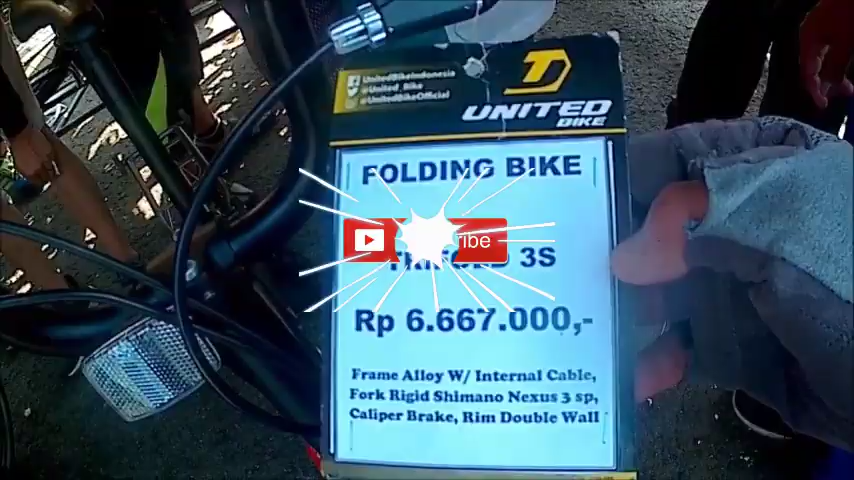 UnitedBikeIndonesia
@United_Bike
@UnitedBikeOfficial
UNITED
BIKE
FOLDING BIKE
ibe
3S
Rp 6.667.000,-
Frame Alloy W/ Internal Cable,
Fork Rigid Shimano Nexus 3 sp,
Caliper Brake, Rim Double Wall